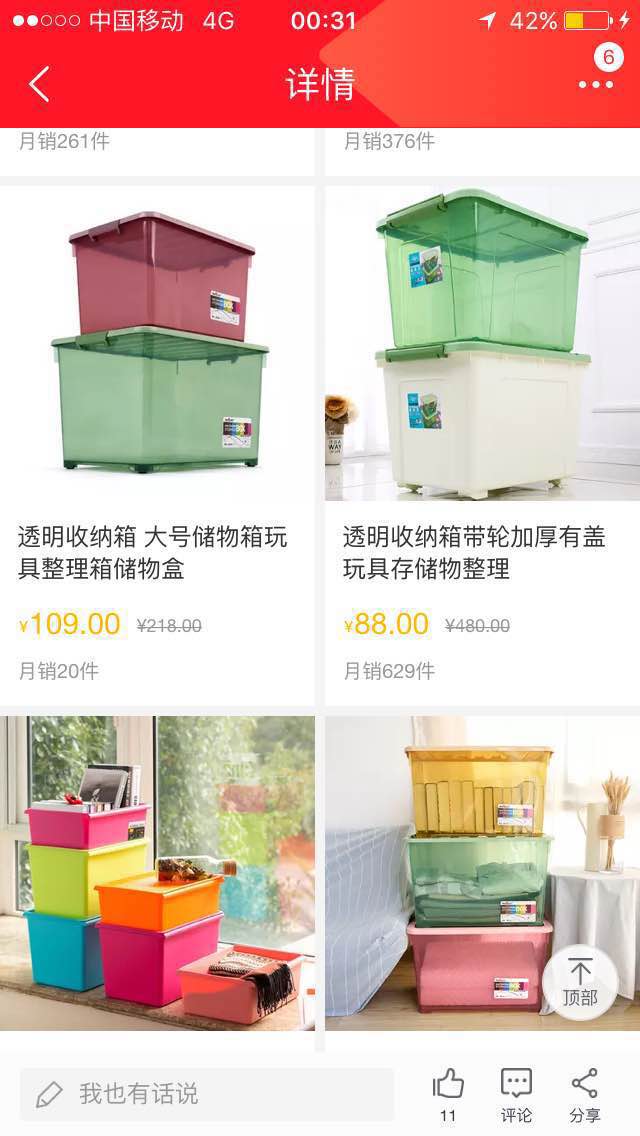 中国移动 4G 00:31 42%
6
详情
月销261件
月销376件
透明收纳箱 大号储物箱玩
具整理箱储物盒
¥109.00 ¥218.00
月销20件
透明收纳箱带轮加厚有盖
玩具存储物整理
¥88.00 ¥480.00
月销629件
顶部
我也有话说
11
评论
分享